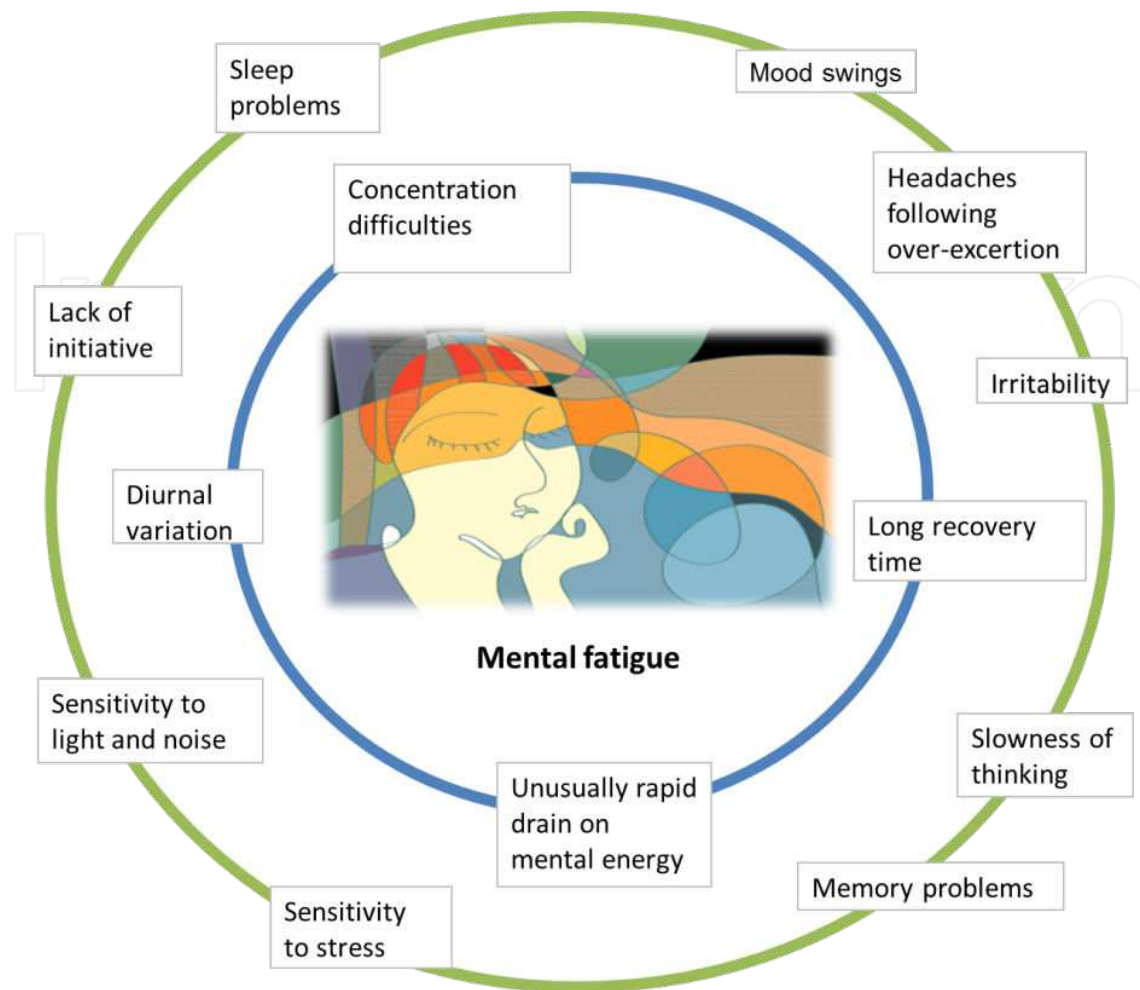 Sleep
problems
Mood swings
Concentration
difficulties
Headaches
following
over-excertion
Lack of
initiative
Irritability
Diurnal
variation
Long recovery
time
Mental fatigue
Sensitivity to
light and noise
Slowness of
thinking
Unusually rapid
drain on
mental energy
Memory problems
Sensitivity
to stress